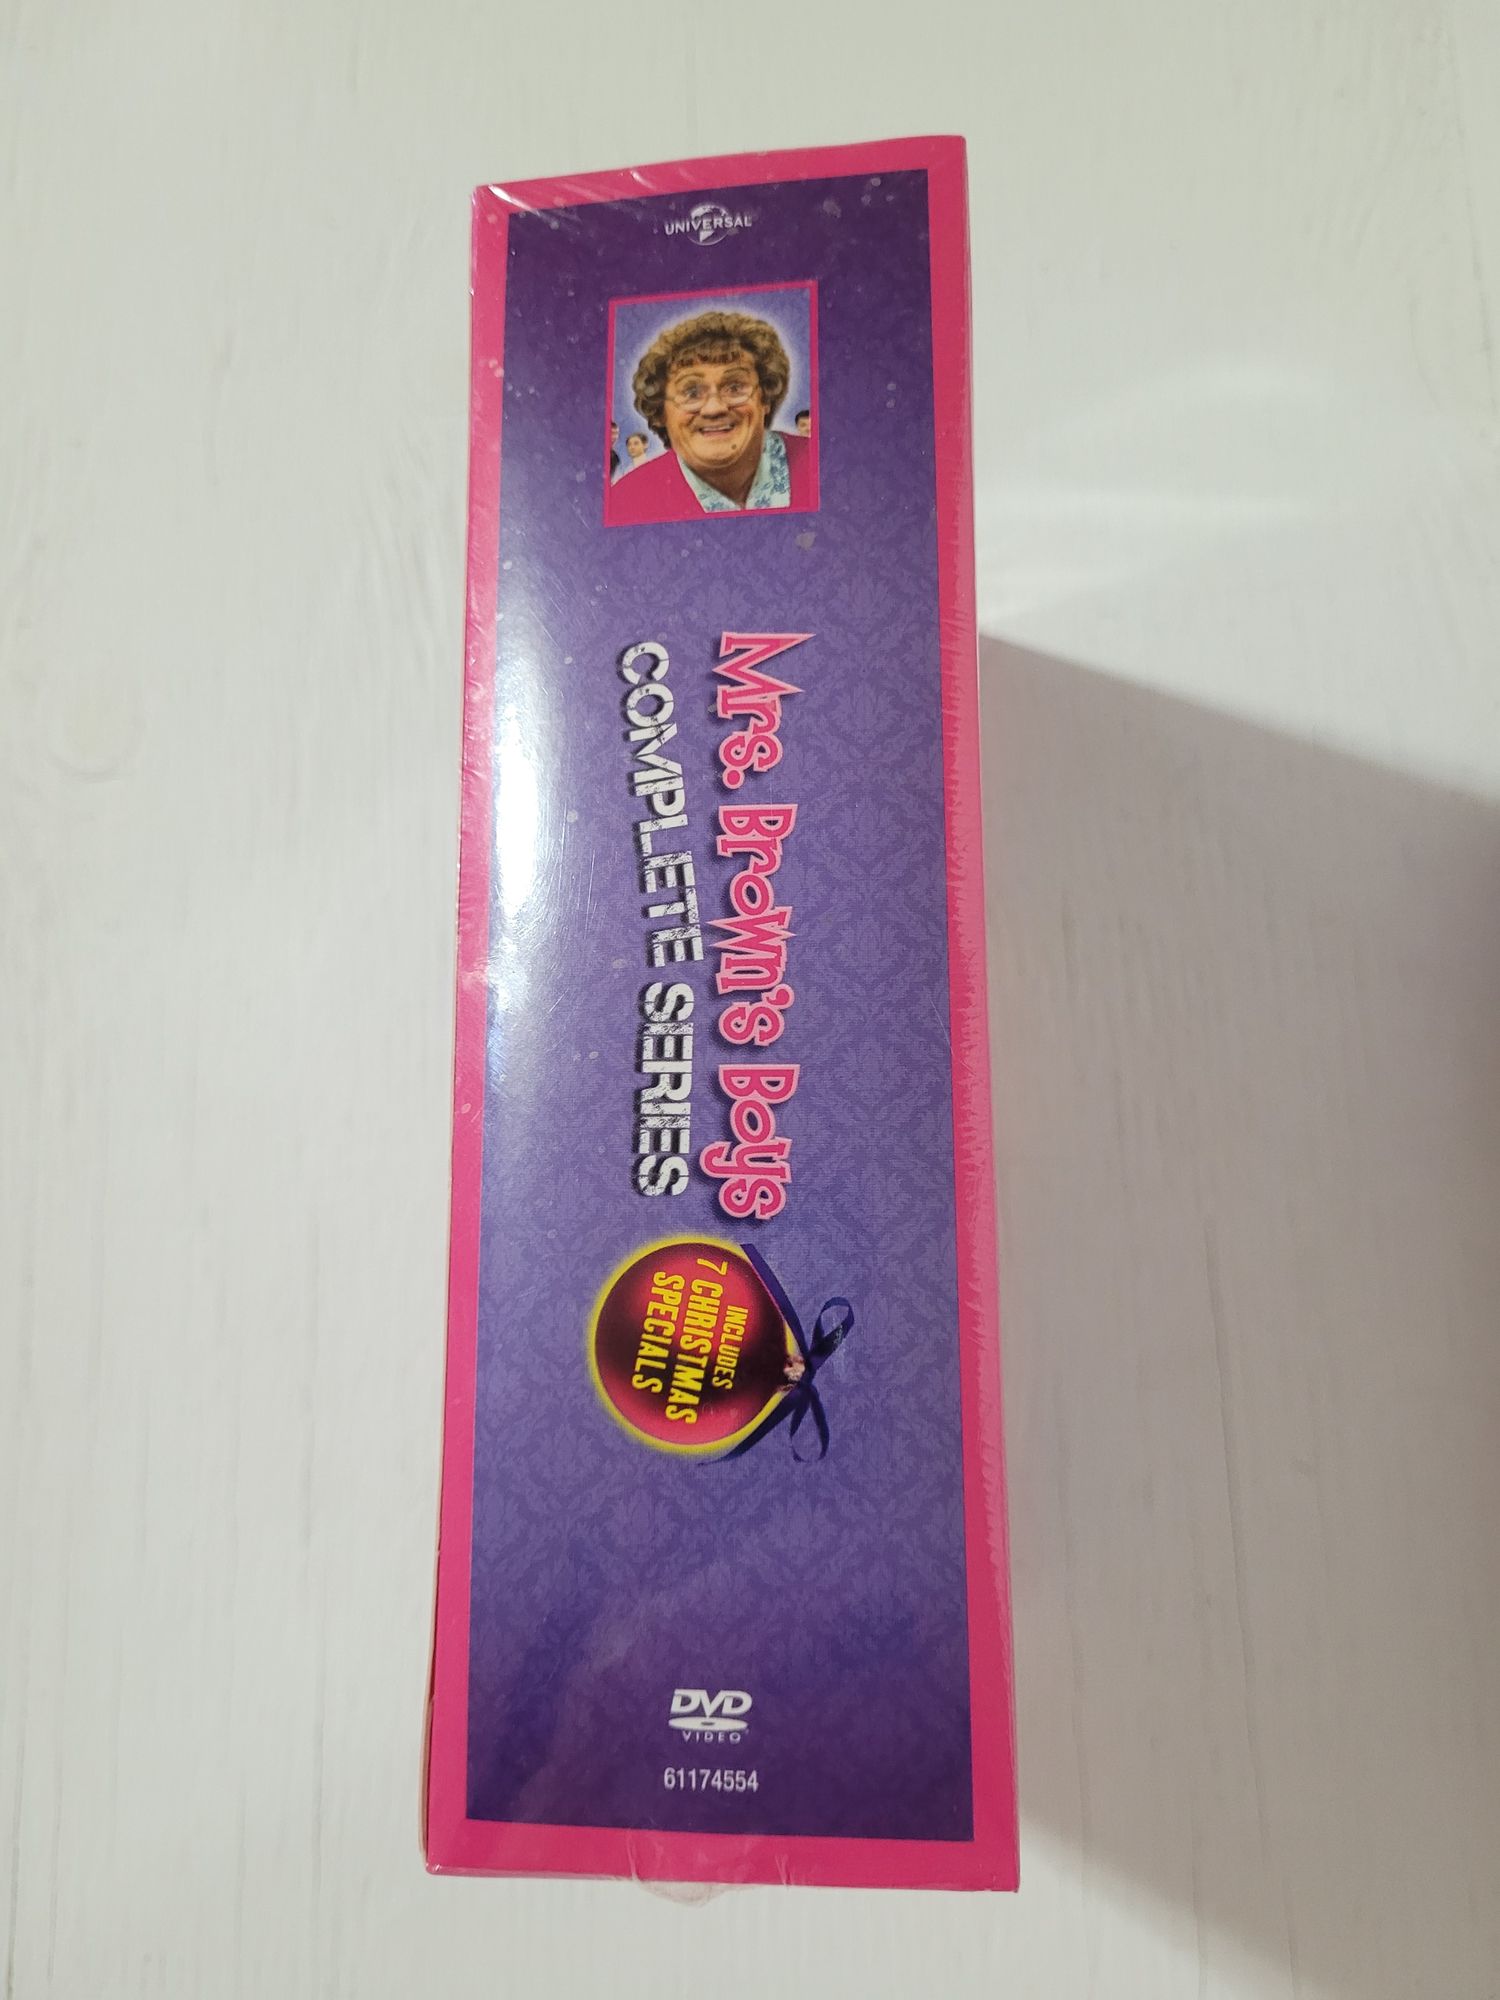 UNIVERSAL
Mrs. Brown's Boys
COMPLETE SERIES
INCLUDES
7 CHRISTMAS
SPECIALS
DVD
VIDEO
61174554